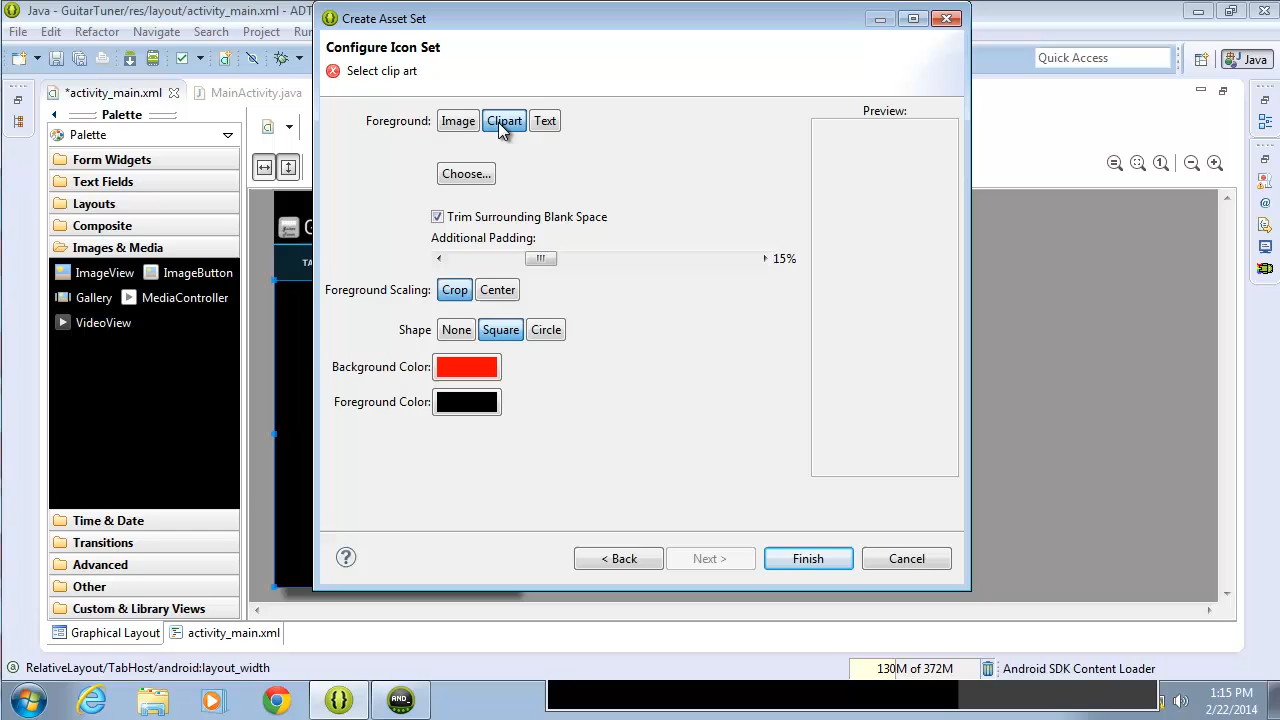 Java - GuitarTuner/res/layout/activity_main.xml - ADT
Create Asset Set
File Edit Refactor Navigate Search Project Run
Configure Icon Set
Select clip art
Quick Access
Java
*activity_main.xml
MainActivity.java
Palette
Palette
Form Widgets
Text Fields
Layouts
Composite
Images & Media
ImageView
ImageButton
Gallery
MediaController
VideoView
Time & Date
Transitions
Advanced
Other
Custom & Library Views
Foreground: Image Clipart Text
Choose...
Trim Surrounding Blank Space
Additional Padding:
15%
Foreground Scaling: Crop Center
Shape None Square Circle
Background Color:
Foreground Color:
Preview:
< Back Next > Finish Cancel
Graphical Layout
activity_main.xml
RelativeLayout/TabHost/android:layout_width
130M of 372M
Android SDK Content Loader
1:15 PM
2/22/2014